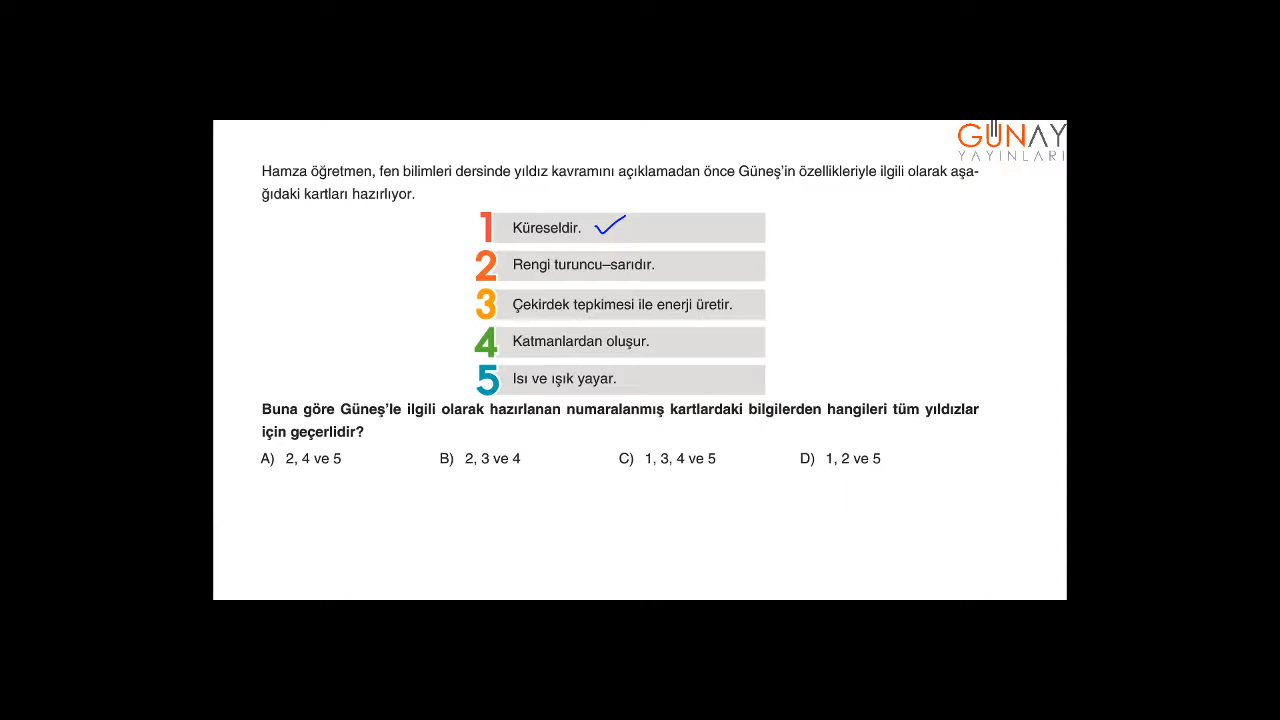 GÜNAY
YAYINLARI
Hamza öğretmen, fen bilimleri dersinde yıldız kavramını açıklamadan önce Güneş'in özellikleriyle ilgili olarak aşa-
ğıdaki kartları hazırlıyor.
1 Küreseldir.
2 Rengi turuncu–sarıdır.
3 Çekirdek tepkimesi ile enerji üretir.
4 Katmanlardan oluşur.
5 Isı ve ışık yayar.
Buna göre Güneş'le ilgili olarak hazırlanan numaralanmış kartlardaki bilgilerden hangileri tüm yıldızlar
için geçerlidir?
A) 2, 4 ve 5 B) 2, 3 ve 4 C) 1, 3, 4 ve 5 D) 1, 2 ve 5